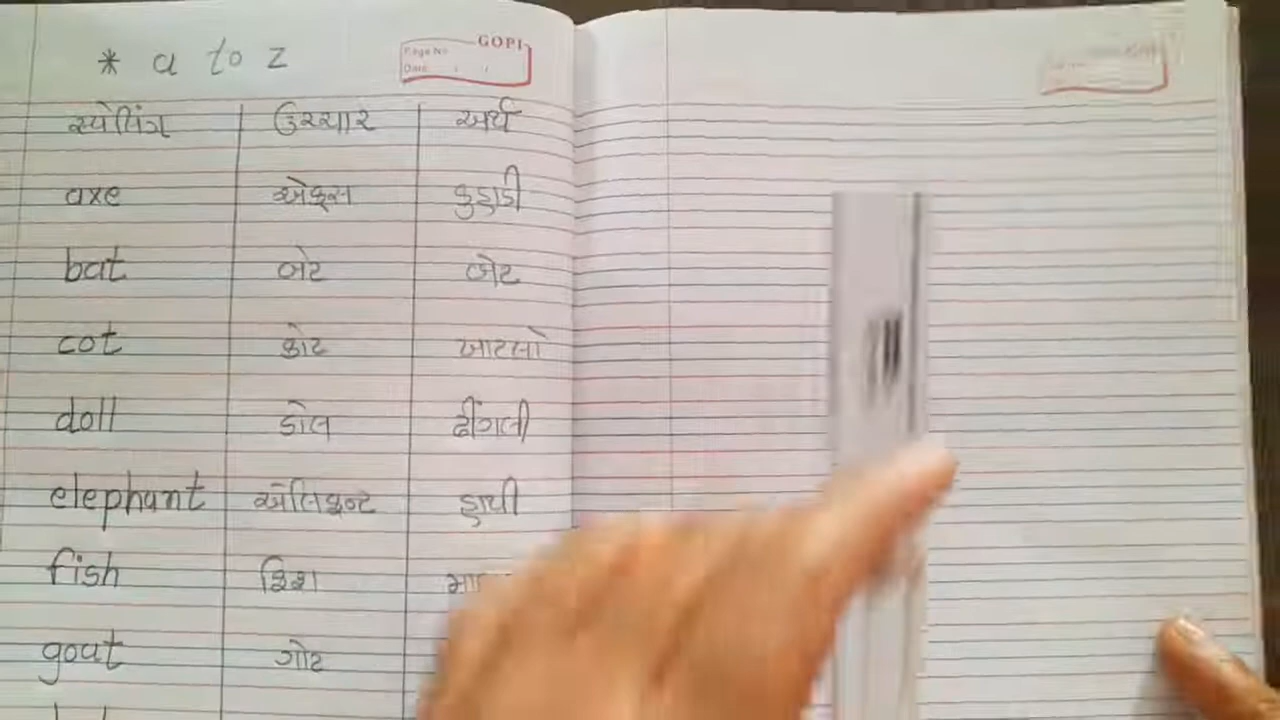 * a to z
GOPI
Page No
Date
સ્પેલિંગ ઉચ્ચાર અર્થ
axe એક્સ કુહાડી
bat બેટ બેટ
cot કોટ ખાટલો
doll ડોલ ઢીંગલી
elephant એલિફન્ટ હાથી
fish ફિશ
goat ગોટ